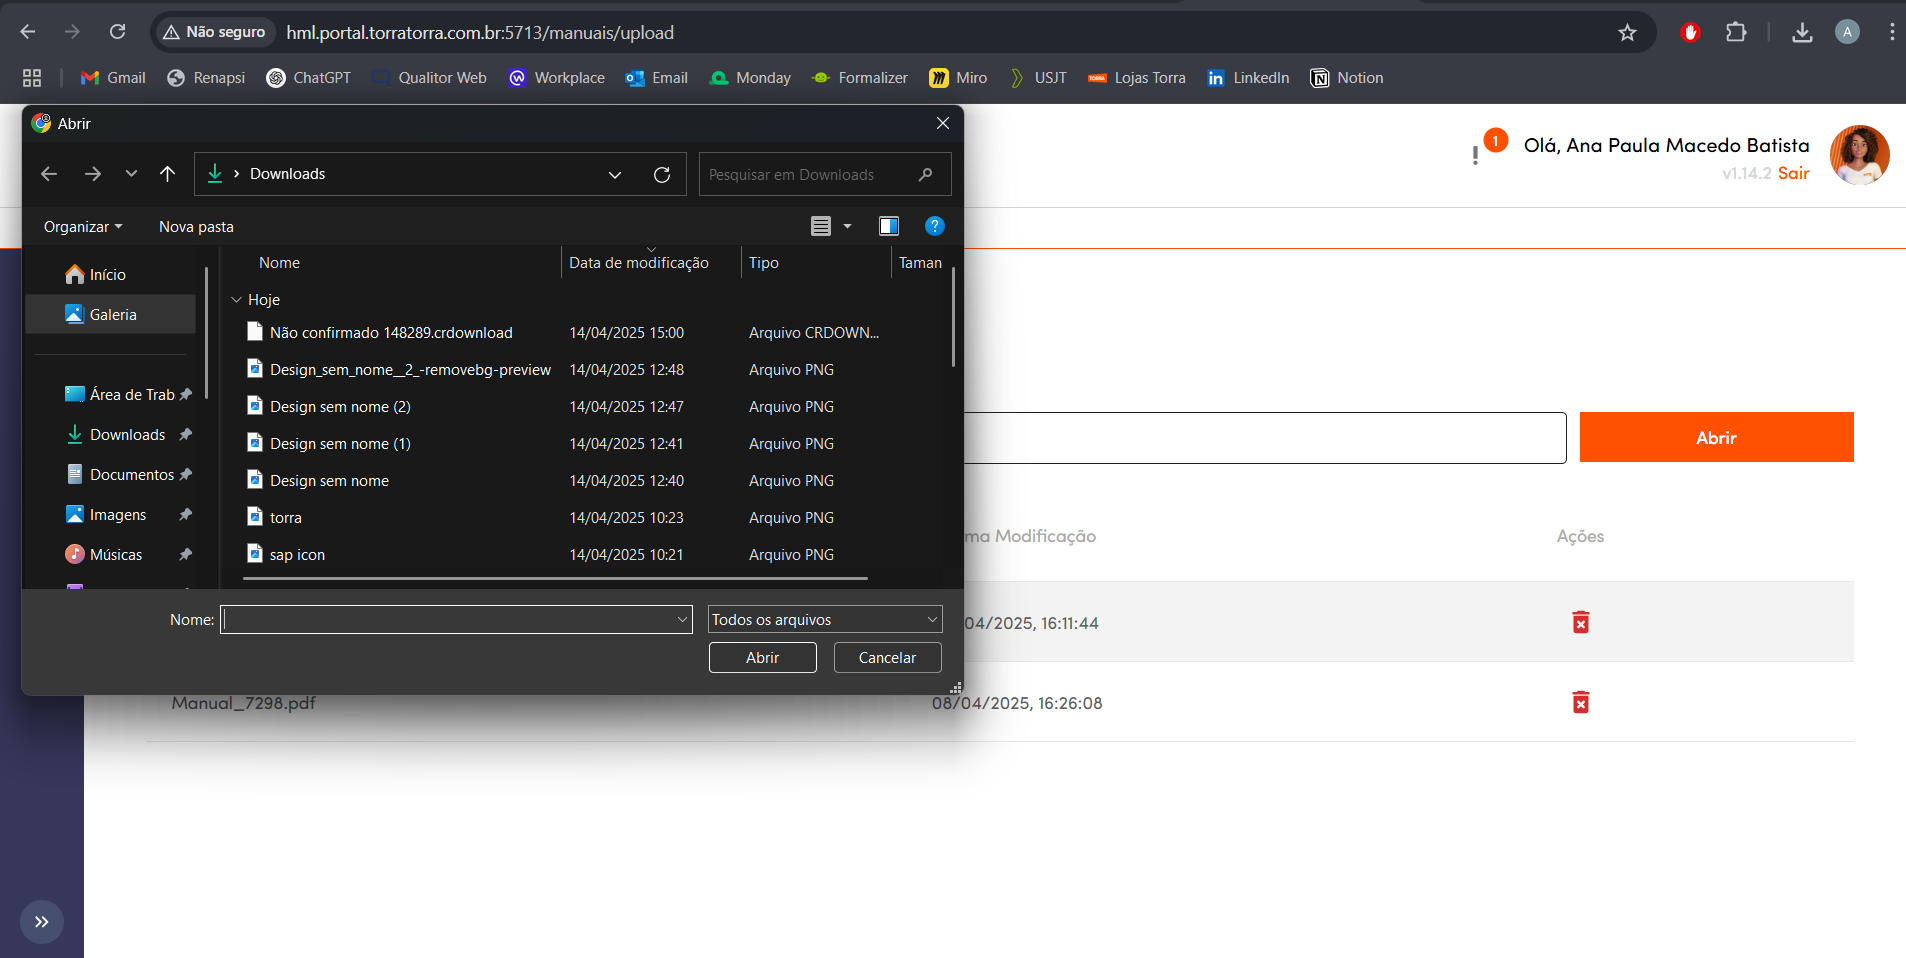 Não seguro hml.portal.torratorra.com.br:5713/manuais/upload A
Gmail Renapsi ChatGPT Qualitor Web Workplace Email Monday Formalizer Miro USJT Lojas Torra LinkedIn Notion
Abrir
1 Olá, Ana Paula Macedo Batista
v1.14.2 Sair
Downloads Pesquisar em Downloads
Organizar Nova pasta
Início
Galeria
Área de Trab
Downloads
Documentos
Imagens
Músicas
Nome Data de modificação Tipo Taman
Hoje
Não confirmado 148289.crdownload 14/04/2025 15:00 Arquivo CRDOWN...
Design_sem_nome__2_-removebg-preview 14/04/2025 12:48 Arquivo PNG
Design sem nome (2) 14/04/2025 12:47 Arquivo PNG
Design sem nome (1) 14/04/2025 12:41 Arquivo PNG
Design sem nome 14/04/2025 12:40 Arquivo PNG
torra 14/04/2025 10:23 Arquivo PNG
sap icon 14/04/2025 10:21 Arquivo PNG
Nome: Todos os arquivos
Abrir Cancelar
Abrir
ma Modificação Ações
04/2025, 16:11:44
Manual_7298.pdf 08/04/2025, 16:26:08